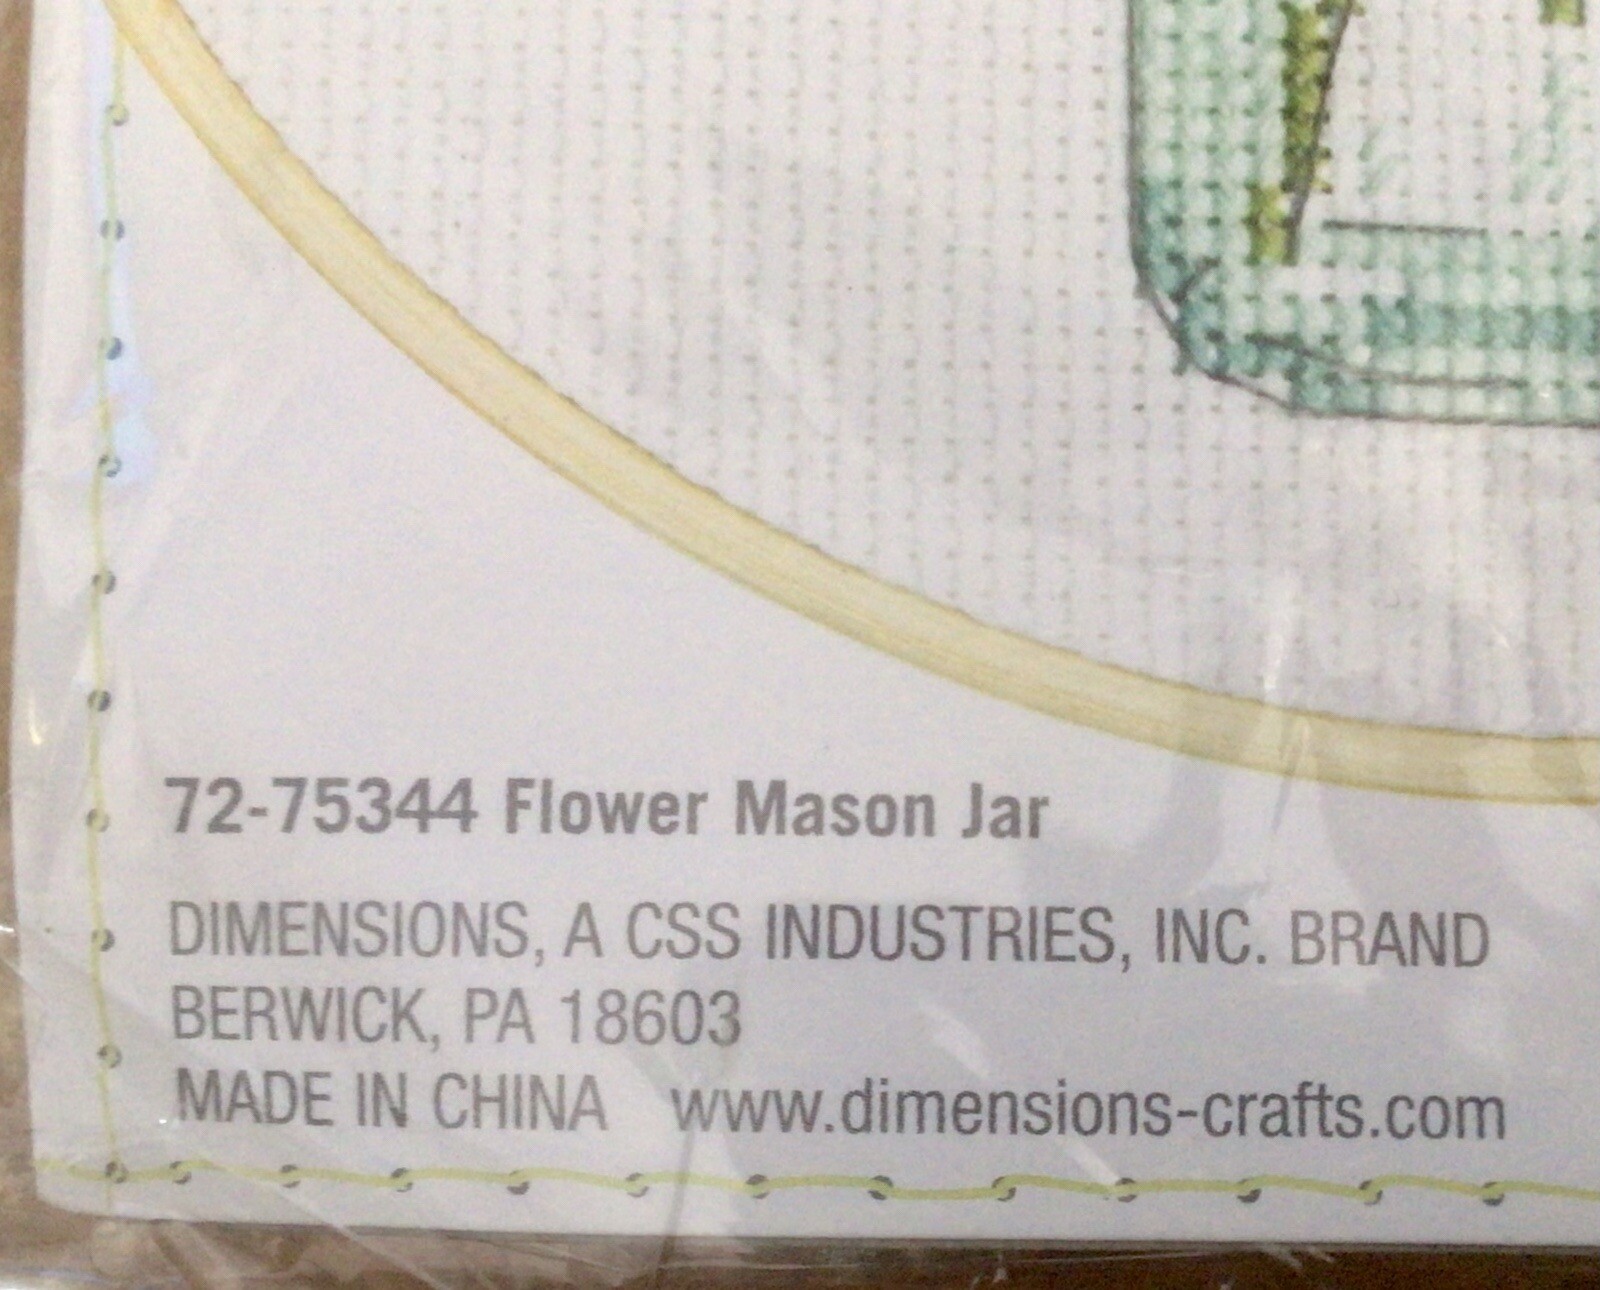 72-75344 Flower Mason Jar
DIMENSIONS, A CSS INDUSTRIES, INC. BRAND
BERWICK, PA 18603
MADE IN CHINA www.dimensions-crafts.com